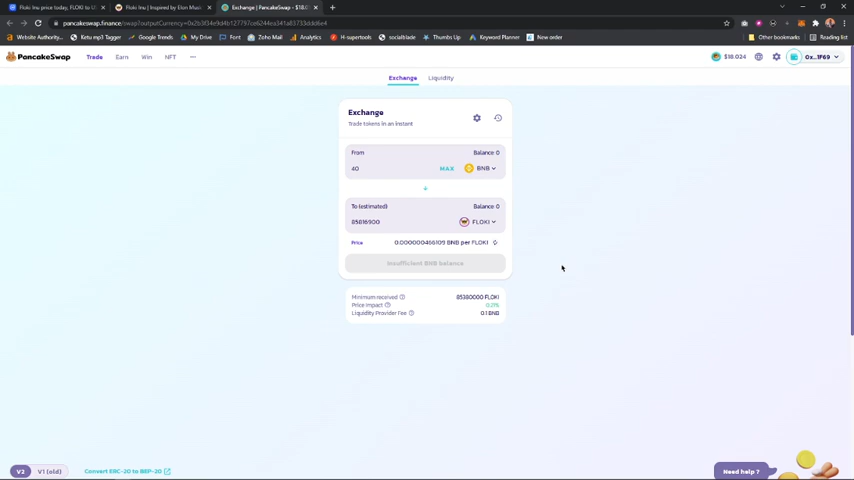 Floki Inu price today, FLOKI to U
Floki Inu | Inspired by Elon Musk
Exchange | PancakeSwap - $18.0
pancakeswap.finance/swap?outputCurrency=0x2b3f34e9d4b127797ce6244ea341a83733ddd6e4
Website Authority...
Ketu mp3 Tagger
Google Trends
My Drive
Font
Zoho Mail
Analytics
H-supertools
socialblade
Thumbs Up
Keyword Planner
New order
Other bookmarks
Reading list
PancakeSwap
Trade
Earn
Win
NFT
$18.024
0x...1F69
Exchange
Liquidity
Exchange
Trade tokens in an instant
From
Balance: 0
40
MAX
BNB
To (estimated)
Balance: 0
85816900
FLOKI
Price
0.000000466109 BNB per FLOKI
Insufficient BNB balance
Minimum received
85380000 FLOKI
Price Impact
0.21%
Liquidity Provider Fee
0.1 BNB
V2
V1 (old)
Convert ERC-20 to BEP-20
Need help ?